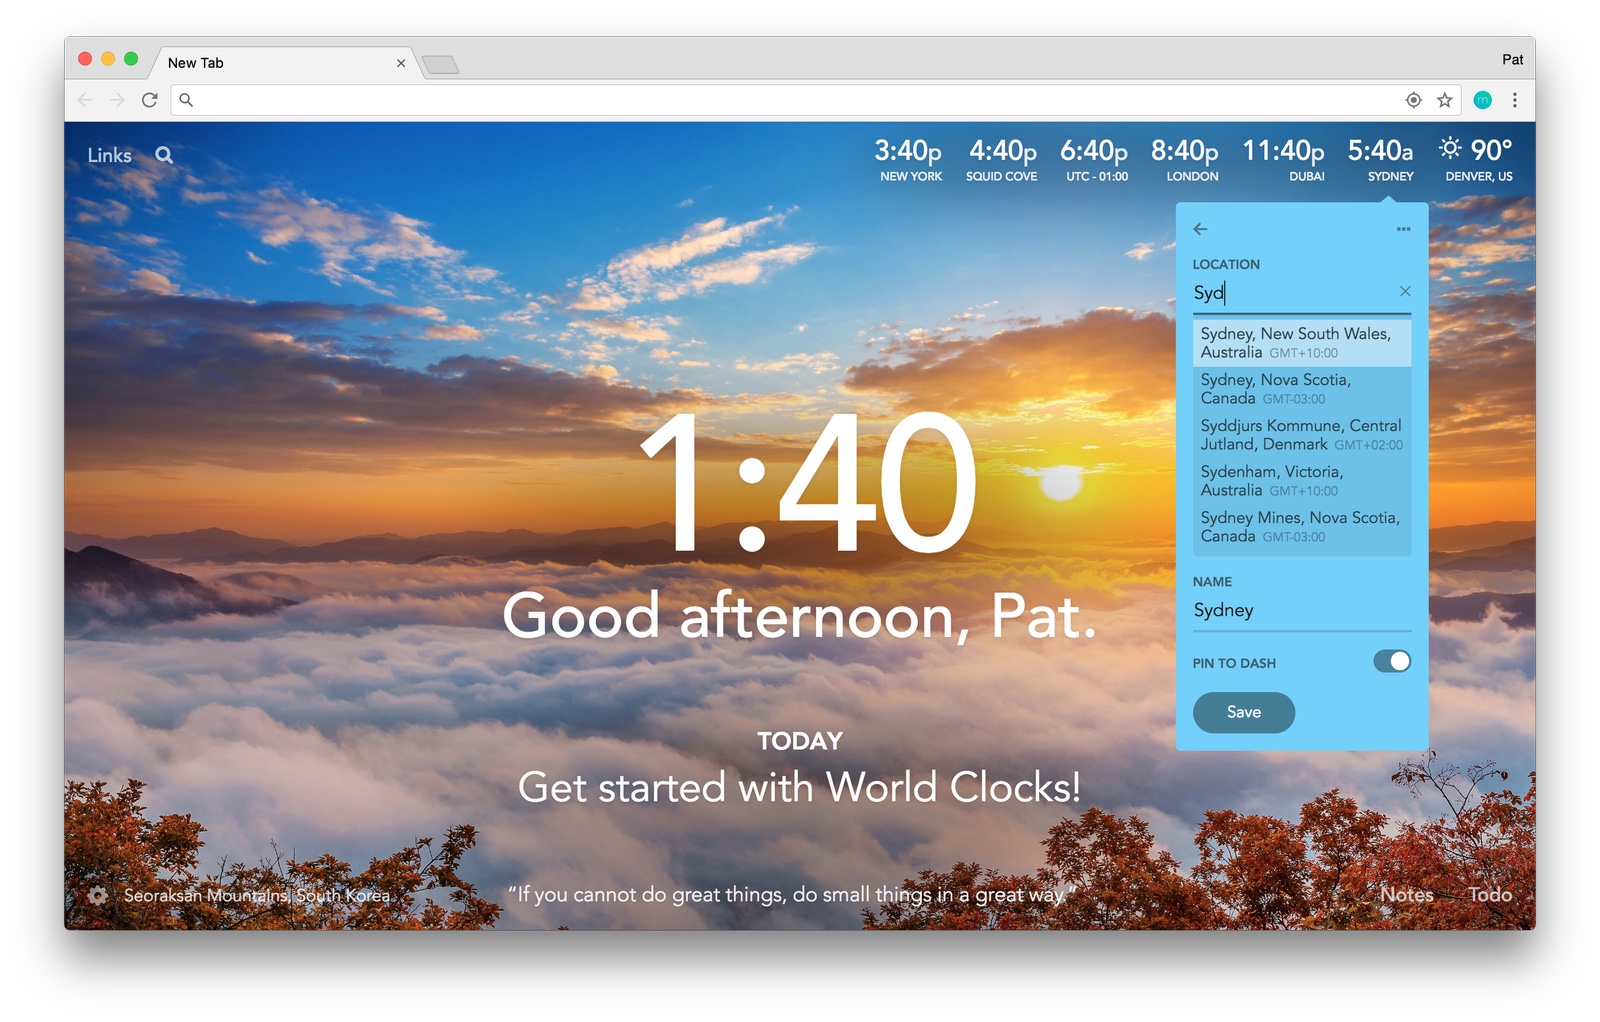 New Tab
Pat
Links
3:40p 4:40p 6:40p 8:40p 11:40p 5:40a 90°
NEW YORK SQUID COVE UTC - 01:00 LONDON DUBAI SYDNEY DENVER, US
LOCATION
Syd
Sydney, New South Wales,
Australia GMT+10:00
Sydney, Nova Scotia,
Canada GMT-03:00
Syddjurs Kommune, Central
Jutland, Denmark GMT+02:00
Sydenham, Victoria,
Australia GMT+10:00
Sydney Mines, Nova Scotia,
Canada GMT-03:00
NAME
Sydney
PIN TO DASH
Save
1:40
Good afternoon, Pat.
TODAY
Get started with World Clocks!
Seoraksan Mountains, South Korea
“If you cannot do great things, do small things in a great way.”
Notes Todo